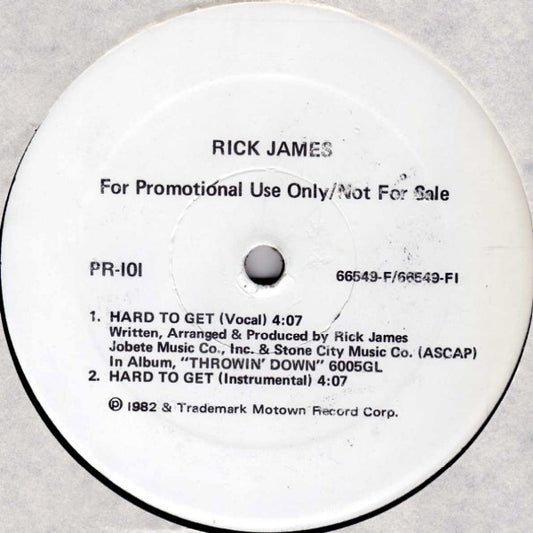 RICK JAMES
For Promotional Use Only/Not For Sale
PR-101
66549-F/66549-F1
1. HARD TO GET (Vocal) 4:07
Written, Arranged & Produced by Rick James
Jobete Music Co., Inc. & Stone City Music Co. (ASCAP)
In Album, "THROWIN' DOWN" 6005GL
2. HARD TO GET (Instrumental) 4:07
℗ 1982 & Trademark Motown Record Corp.